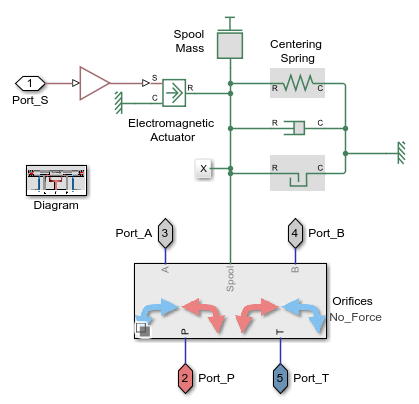 Spool
Mass
Centering
Spring
1
Port_S
S
C
R
Electromagnetic
Actuator
R
C
R
C
X
R
C
Diagram
Port_A
3
4
Port_B
A
Spool
B
Orifices
No_Force
P
T
2
Port_P
5
Port_T